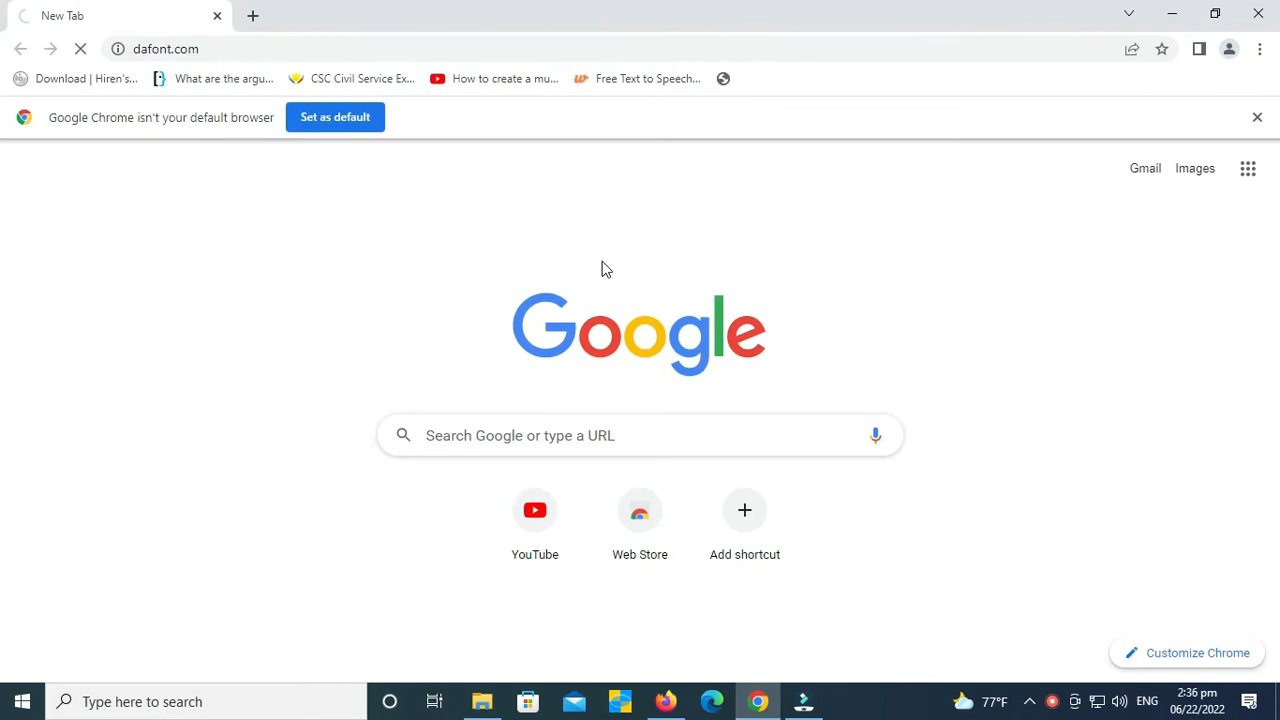 New Tab
dafont.com
Download | Hiren's...
What are the argu...
CSC Civil Service Ex...
How to create a mu...
Free Text to Speech...
Google Chrome isn't your default browser
Set as default
Gmail
Images
Google
Search Google or type a URL
YouTube
Web Store
Add shortcut
Customize Chrome
Type here to search
77°F
ENG
2:36 pm
06/22/2022